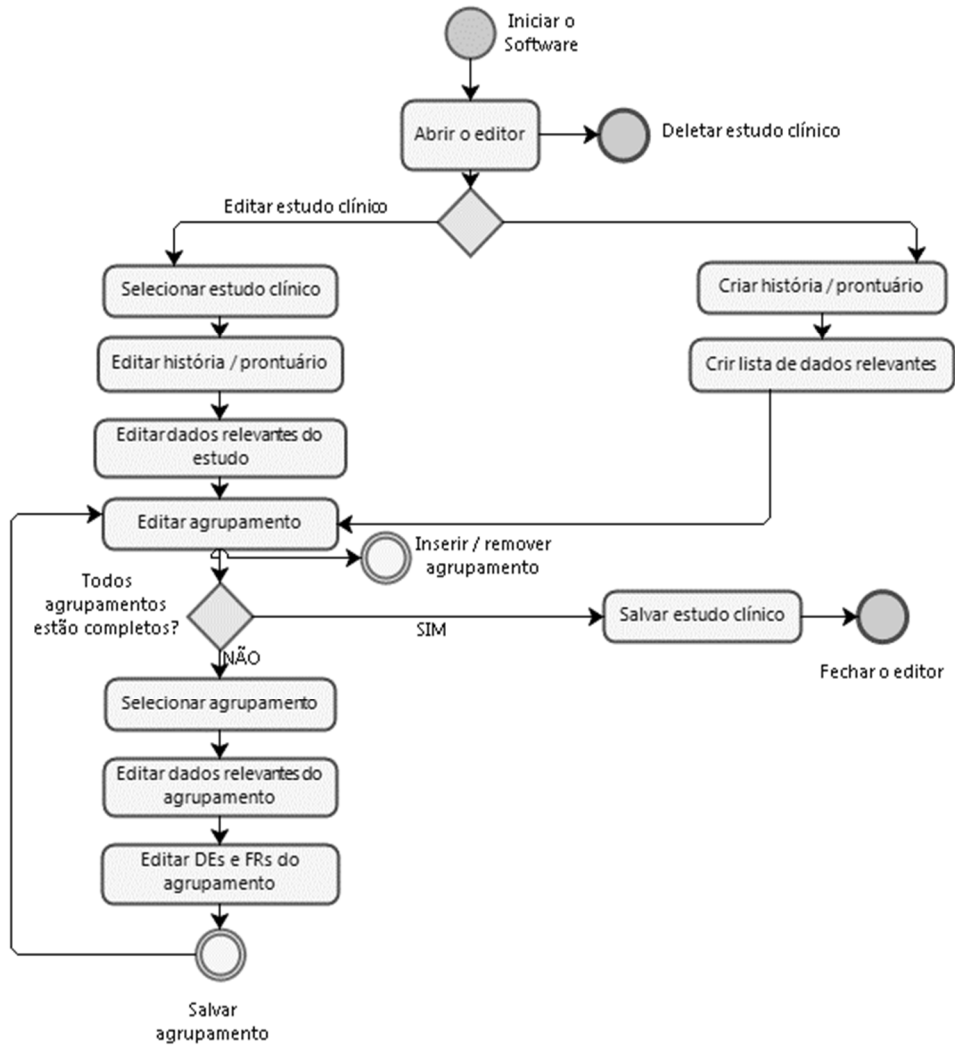 Iniciar o
Software
Abrir o editor
Deletar estudo clínico
Editar estudo clínico
Selecionar estudo clínico
Criar história / prontuário
Editar história / prontuário
Crir lista de dados relevantes
Editar dados relevantes do
estudo
Editar agrupamento
Inserir / remover
agrupamento
Todos
agrupamentos
estão completos?
SIM
Salvar estudo clínico
Fechar o editor
NÃO
Selecionar agrupamento
Editar dados relevantes do
agrupamento
Editar DEs e FRs do
agrupamento
Salvar
agrupamento